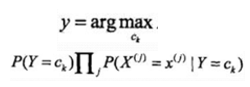 y = arg max .
c_k
P(Y = c_k) ∏_j P(X^(j) = x^(j) | Y = c_k)